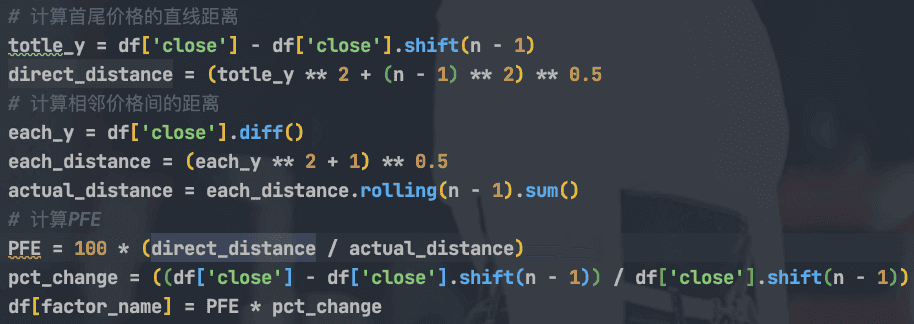 # 计算首尾价格的直线距离
totle_y = df['close'] - df['close'].shift(n - 1)
direct_distance = (totle_y ** 2 + (n - 1) ** 2) ** 0.5
# 计算相邻价格间的距离
each_y = df['close'].diff()
each_distance = (each_y ** 2 + 1) ** 0.5
actual_distance = each_distance.rolling(n - 1).sum()
# 计算PFE
PFE = 100 * (direct_distance / actual_distance)
pct_change = ((df['close'] - df['close'].shift(n - 1)) / df['close'].shift(n - 1))
df[factor_name] = PFE * pct_change